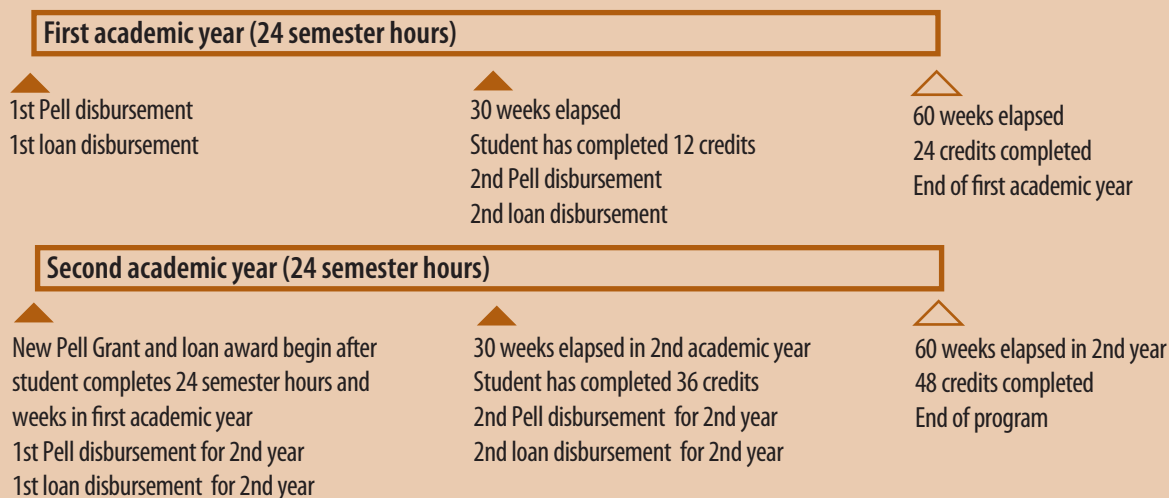 First academic year (24 semester hours)
1st Pell disbursement
1st loan disbursement
30 weeks elapsed
Student has completed 12 credits
2nd Pell disbursement
2nd loan disbursement
60 weeks elapsed
24 credits completed
End of first academic year
Second academic year (24 semester hours)
New Pell Grant and loan award begin after
student completes 24 semester hours and
weeks in first academic year
1st Pell disbursement for 2nd year
1st loan disbursement  for 2nd year
30 weeks elapsed in 2nd academic year
Student has completed 36 credits
2nd Pell disbursement  for 2nd year
2nd loan disbursement  for 2nd year
60 weeks elapsed in 2nd year
48 credits completed
End of program